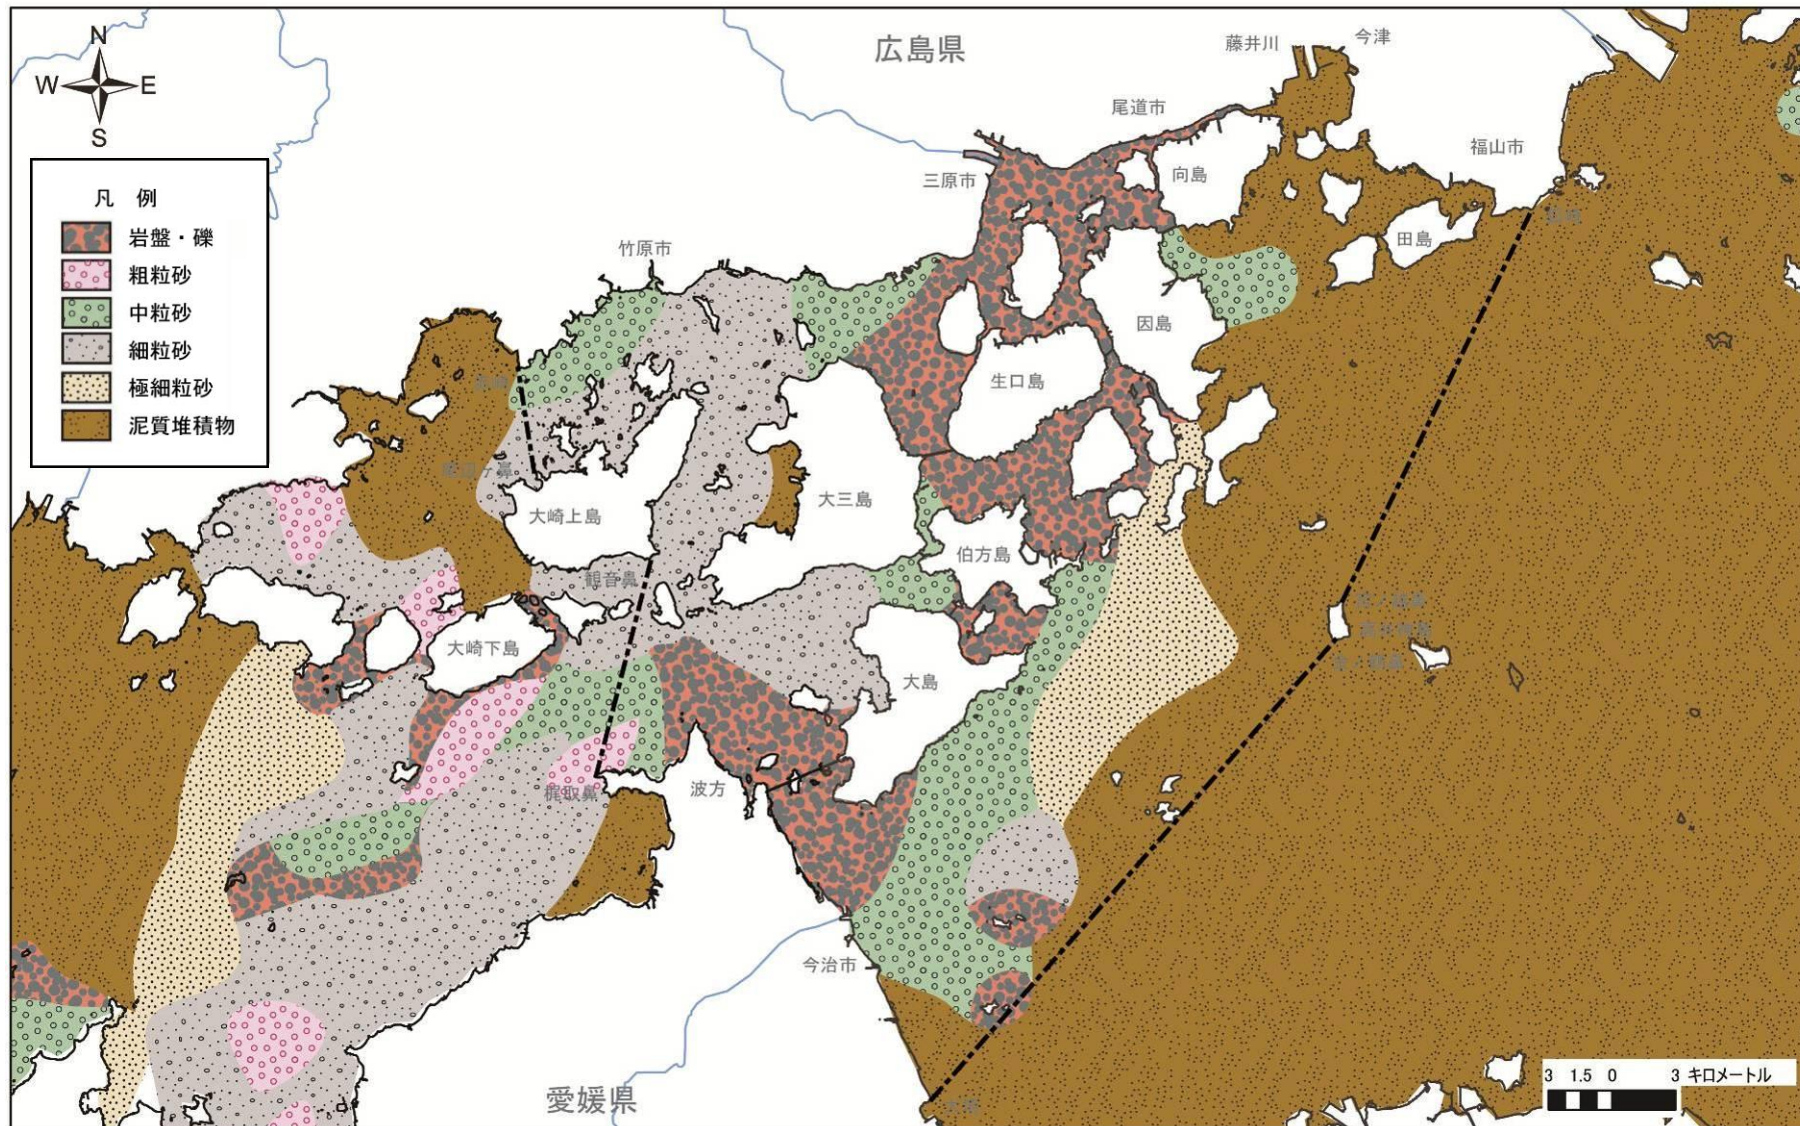 N
W E
S
凡 例
岩盤・礫
粗粒砂
中粒砂
細粒砂
極細粒砂
泥質堆積物
広島県
藤井川
今津
尾道市
福山市
三原市
向島
竹原市
田島
因島
生口島
大三島
大崎上島
伯方島
観音鼻
大崎下島
大島
波方
梶取鼻
今治市
愛媛県
3 1.5 0 3 キロメートル